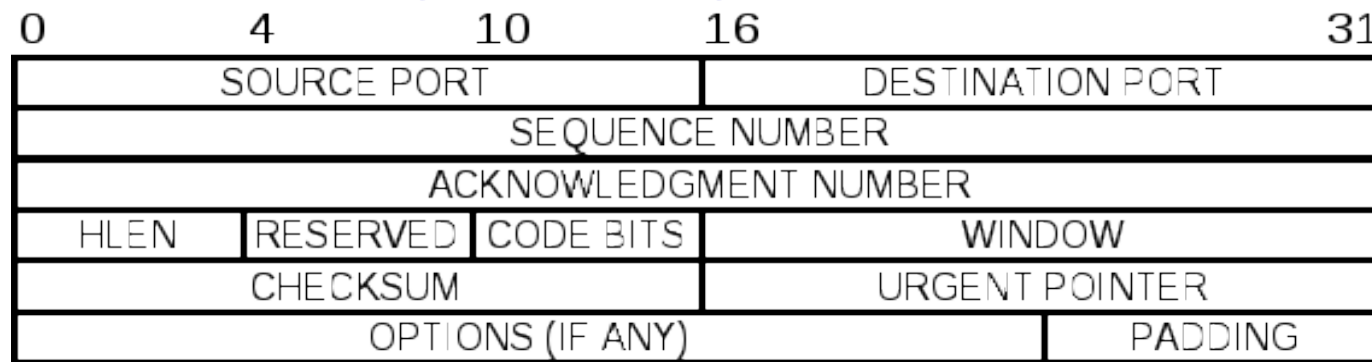 0 4 10 16 31
SOURCE PORT DESTINATION PORT
SEQUENCE NUMBER
ACKNOWLEDGMENT NUMBER
HLEN RESERVED CODE BITS WINDOW
CHECKSUM URGENT POINTER
OPTIONS (IF ANY) PADDING